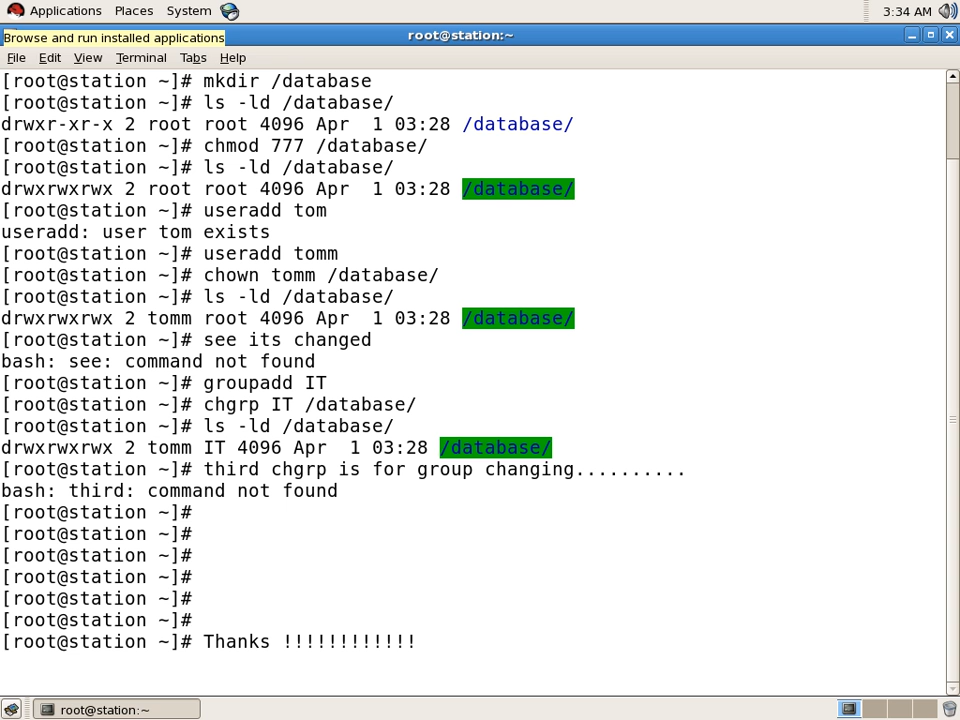 Applications Places System 3:34 AM
Browse and run installed applications root@station:~
File Edit View Terminal Tabs Help
[root@station ~]# mkdir /database
[root@station ~]# ls -ld /database/
drwxr-xr-x 2 root root 4096 Apr  1 03:28 /database/
[root@station ~]# chmod 777 /database/
[root@station ~]# ls -ld /database/
drwxrwxrwx 2 root root 4096 Apr  1 03:28 /database/
[root@station ~]# useradd tom
useradd: user tom exists
[root@station ~]# useradd tomm
[root@station ~]# chown tomm /database/
[root@station ~]# ls -ld /database/
drwxrwxrwx 2 tomm root 4096 Apr  1 03:28 /database/
[root@station ~]# see its changed
bash: see: command not found
[root@station ~]# groupadd IT
[root@station ~]# chgrp IT /database/
[root@station ~]# ls -ld /database/
drwxrwxrwx 2 tomm IT 4096 Apr  1 03:28 /database/
[root@station ~]# third chgrp is for group changing..........
bash: third: command not found
[root@station ~]#
[root@station ~]#
[root@station ~]#
[root@station ~]#
[root@station ~]#
[root@station ~]#
[root@station ~]# Thanks !!!!!!!!!!!!
root@station:~